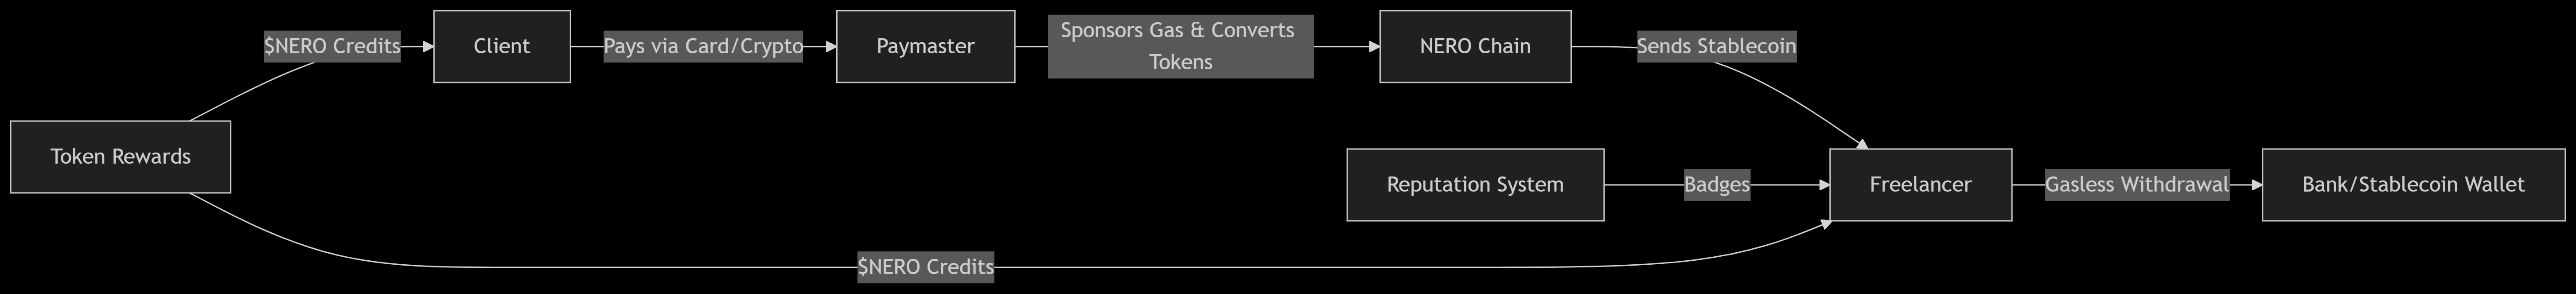 $NERO Credits
Client
Pays via Card/Crypto
Paymaster
Sponsors Gas & Converts
Tokens
NERO Chain
Sends Stablecoin
Token Rewards
Reputation System
Badges
Freelancer
Gasless Withdrawal
Bank/Stablecoin Wallet
$NERO Credits